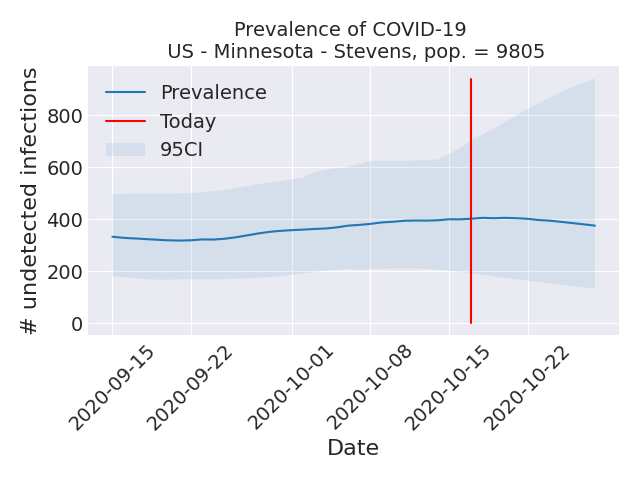 Prevalence of COVID-19
US - Minnesota - Stevens, pop. = 9805
# undetected infections
800
600
400
200
0
Prevalence
Today
95CI
2020-09-15
2020-09-22
2020-10-01
2020-10-08
2020-10-15
2020-10-22
Date